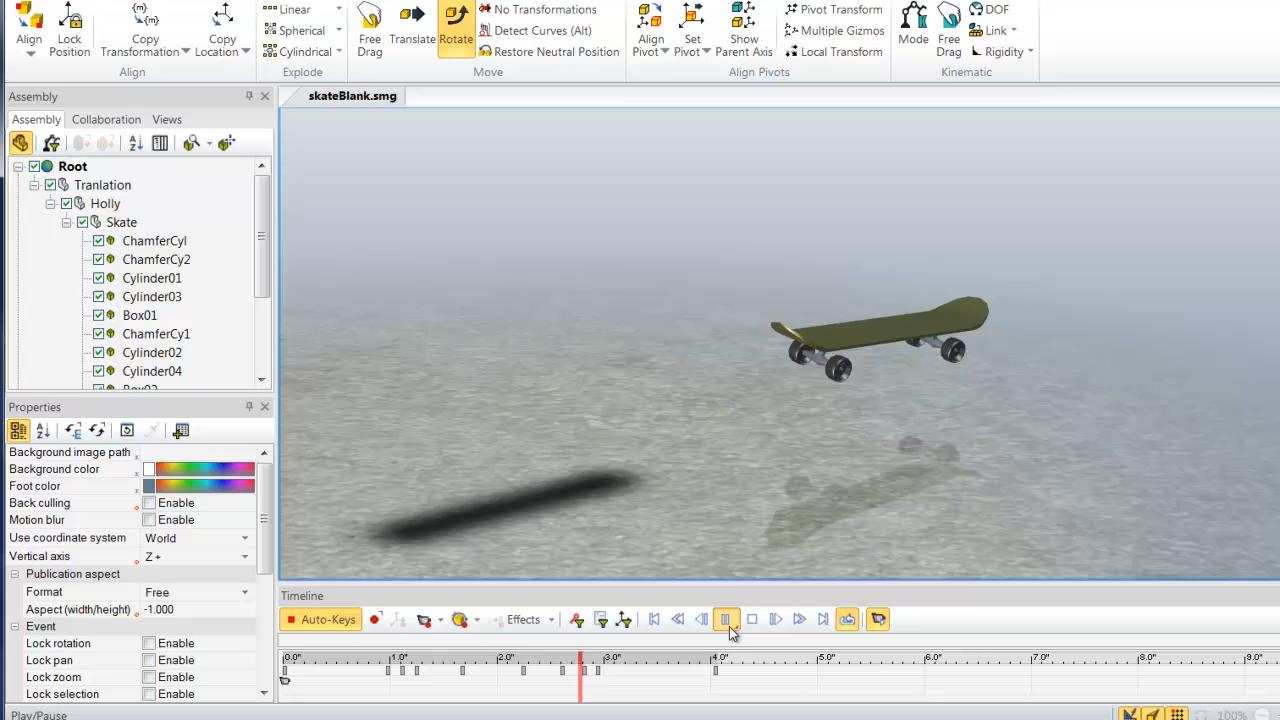 Align
Lock Position
Copy Transformation
Copy Location
Align
Linear
Spherical
Cylindrical
Explode
Free Drag
Translate
Rotate
No Transformations
Detect Curves (Alt)
Restore Neutral Position
Move
Align Pivot
Set Pivot
Show Parent Axis
Pivot Transform
Multiple Gizmos
Local Transform
Align Pivots
Mode
Free Drag
DOF
Link
Rigidity
Kinematic
Assembly
skateBlank.smg
Assembly Collaboration Views
Root
Tranlation
Holly
Skate
ChamferCyl
ChamferCy2
Cylinder01
Cylinder03
Box01
ChamferCy1
Cylinder02
Cylinder04
Box02
Properties
Background image path
Background color
Foot color
Back culling Enable
Motion blur Enable
Use coordinate system World
Vertical axis Z +
Publication aspect
Format Free
Aspect (width/height) -1.000
Event
Lock rotation Enable
Lock pan Enable
Lock zoom Enable
Lock selection Enable
Timeline
Auto-Keys Effects
0.0" 1.0" 2.0" 3.0" 4.0" 5.0" 6.0" 7.0" 8.0" 9.0"
Play/Pause
100%